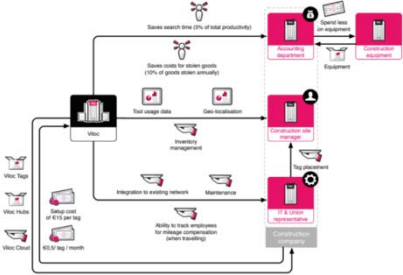 Saves search time (5% of total productivity)
Spend less
on equipment
Accounting
department
Construction
equipment
Saves costs for stolen goods
(10% of goods stolen annually)
Equipment
Tool usage data
Geo-localisation
Viloc
Construction site
manager
Inventory
management
Viloc Tags
Tag placement
Integration to existing network
Maintenance
Viloc Hubs
Setup cost
of €15 per tag
IT & Union
representative
Ability to track employees
for mileage compensation
(when travelling)
Viloc Cloud
€0,5/ tag / month
Construction
company